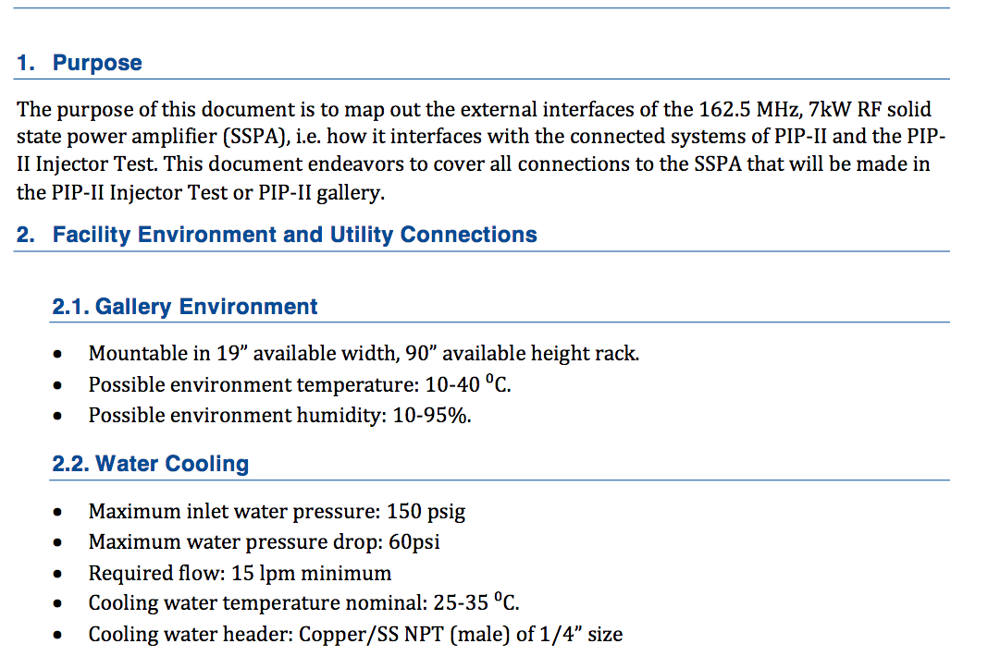 1. Purpose
The purpose of this document is to map out the external interfaces of the 162.5 MHz, 7kW RF solid
state power amplifier (SSPA), i.e. how it interfaces with the connected systems of PIP-II and the PIP-
II Injector Test. This document endeavors to cover all connections to the SSPA that will be made in
the PIP-II Injector Test or PIP-II gallery.
2. Facility Environment and Utility Connections
2.1. Gallery Environment
• Mountable in 19” available width, 90” available height rack.
• Possible environment temperature: 10-40 ⁰C.
• Possible environment humidity: 10-95%.
2.2. Water Cooling
• Maximum inlet water pressure: 150 psig
• Maximum water pressure drop: 60psi
• Required flow: 15 lpm minimum
• Cooling water temperature nominal: 25-35 ⁰C.
• Cooling water header: Copper/SS NPT (male) of 1/4” size